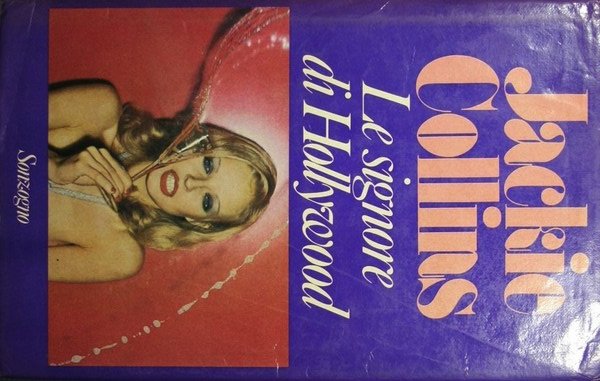 Jackie
Collins
Le signore
di Hollywood
Sonzogno